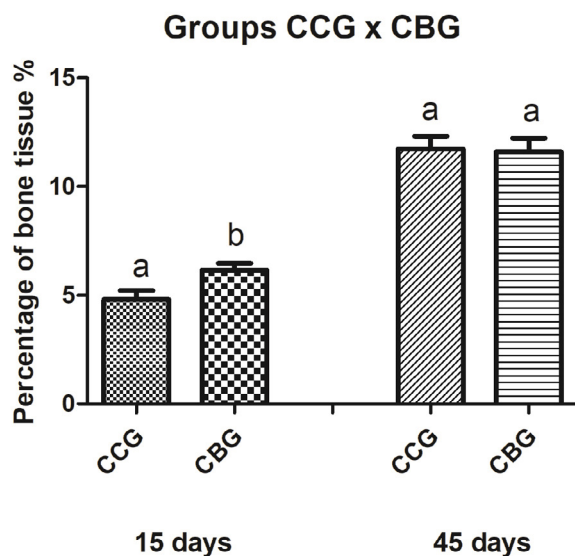 Groups CCG x CBG
Percentage of bone tissue %
15
10
5
0
a
b
a
a
CCG
CBG
CCG
CBG
15 days
45 days